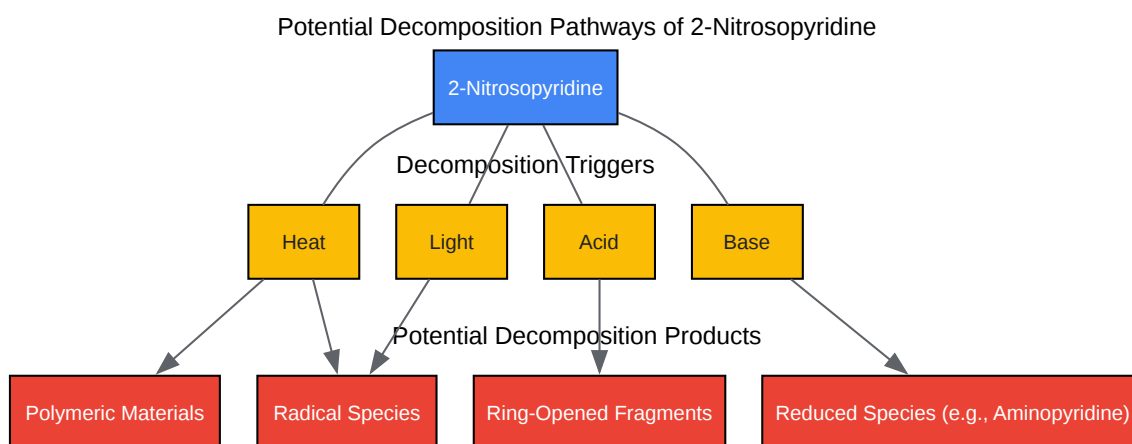 Potential Decomposition Pathways of 2-Nitrosopyridine
2-Nitrosopyridine
Decomposition Triggers
Heat
Light
Acid
Base
Potential Decomposition Products
Polymeric Materials
Radical Species
Ring-Opened Fragments
Reduced Species (e.g., Aminopyridine)